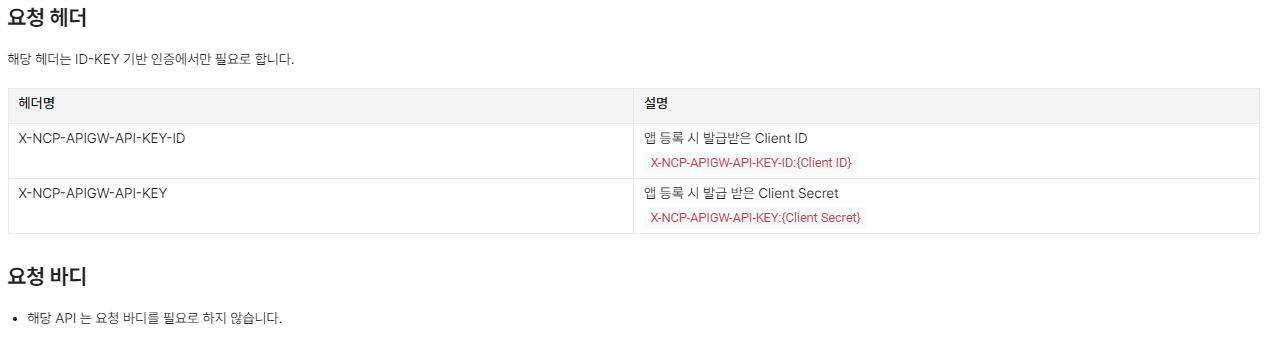 요청 헤더
해당 헤더는 ID-KEY 기반 인증에서만 필요로 합니다.
헤더명 설명
X-NCP-APIGW-API-KEY-ID 앱 등록 시 발급받은 Client ID
X-NCP-APIGW-API-KEY-ID:{Client ID}
X-NCP-APIGW-API-KEY 앱 등록 시 발급 받은 Client Secret
X-NCP-APIGW-API-KEY:{Client Secret}
요청 바디
• 해당 API 는 요청 바디를 필요로 하지 않습니다.